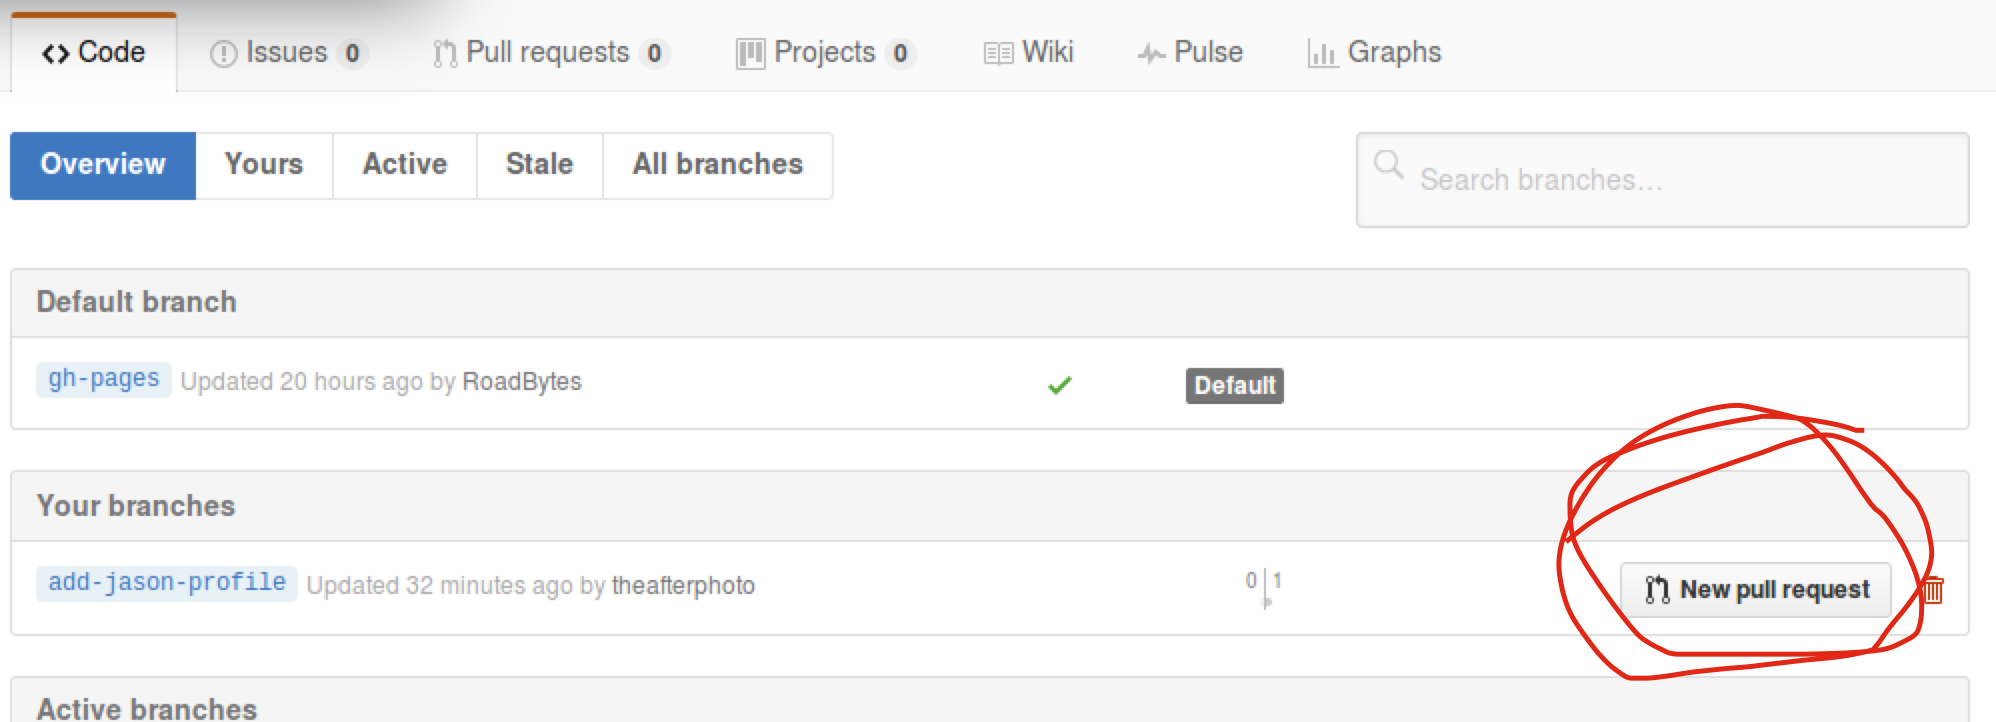 Code Issues 0 Pull requests 0 Projects 0 Wiki Pulse Graphs
Overview Yours Active Stale All branches Search branches...
Default branch
gh-pages Updated 20 hours ago by RoadBytes Default
Your branches
add-jason-profile Updated 32 minutes ago by theafterphoto 0 1 New pull request
Active branches